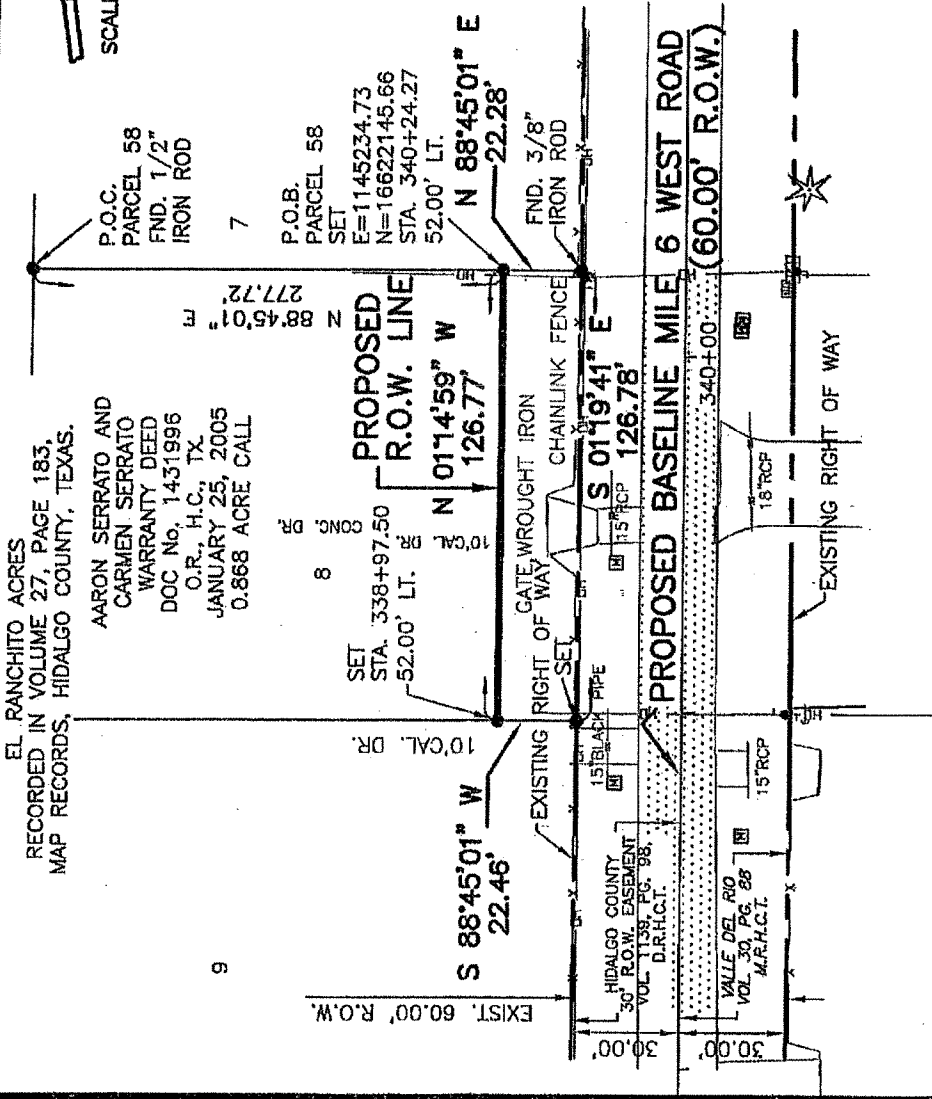 SCALE
EL RANCHITO ACRES
RECORDED IN VOLUME 27, PAGE 183,
MAP RECORDS, HIDALGO COUNTY, TEXAS.
AARON SERRATO AND
CARMEN SERRATO
WARRANTY DEED
DOC No. 1431996
O.R., H.C., TX.
JANUARY 25, 2005
0.868 ACRE CALL
P.O.C.
PARCEL 58
FND. 1/2"
IRON ROD
7
P.O.B.
PARCEL 58
SET
E=1145234.73
N=16622145.66
STA. 340+24.27
52.00' LT.
N 88°45'01" E
22.28'
N 88°45'01" E
277.72'
PROPOSED
R.O.W. LINE
N 01°14'59" W
126.77'
FND. 3/8"
IRON ROD
8
CONC. DR.
10'CAL. DR.
SET
STA. 338+97.50
52.00' LT.
GATE, WROUGHT IRON
CHAINLINK FENCE
10'CAL. DR.
S 88°45'01" W
22.46'
EXISTING RIGHT OF WAY
SET
S 01°19'41" E
126.78'
15"RCP
15"BLACK PIPE
PROPOSED BASELINE MILE 6 WEST ROAD
(60.00' R.O.W.)
340+00
9
EXIST. 60.00' R.O.W.
HIDALGO COUNTY
30' R.O.W. EASEMENT
VOL. 1139, PG. 98,
D.R.H.C.T.
VALLE DEL RIO
VOL. 30, PG. 88
M.R.H.C.T.
30.00'
30.00'
15"RCP
18"RCP
EXISTING RIGHT OF WAY